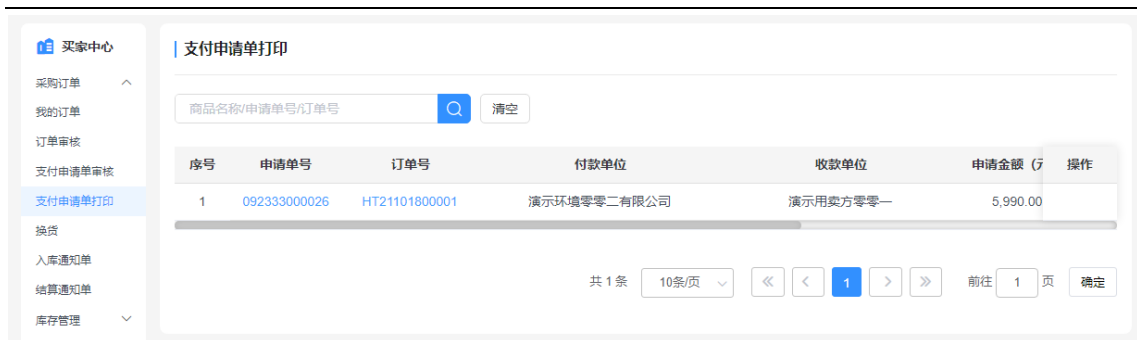 买家中心
采购订单
我的订单
订单审核
支付申请单审核
支付申请单打印
换货
入库通知单
结算通知单
库存管理
支付申请单打印
商品名称/申请单号/订单号 清空
序号 申请单号 订单号 付款单位 收款单位 申请金额（元 操作
1 092333000026 HT21101800001 演示环境零零二有限公司 演示用卖方零零一 5,990.00
共 1 条 10条/页 1 前往 1 页 确定